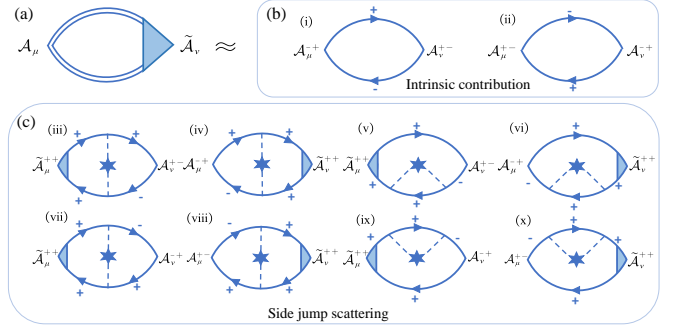 (a) 𝒜_μ Ã_ν ≈
(b) (i) + 𝒜_μ^{-+} 𝒜_ν^{+-} - (ii) - 𝒜_μ^{+-} 𝒜_ν^{-+} +
Intrinsic contribution
(c)
(iii) + + Ã_μ^{++} 𝒜_ν^{+-} + -
(iv) + + 𝒜_μ^{-+} Ã_ν^{++} - +
(v) + Ã_μ^{++} 𝒜_ν^{+-} + + -
(vi) + 𝒜_μ^{-+} Ã_ν^{++} - + +
(vii) + - Ã_μ^{++} 𝒜_ν^{-+} + +
(viii) - + 𝒜_μ^{+-} Ã_ν^{++} + +
(ix) + + - Ã_μ^{++} 𝒜_ν^{-+} +
(x) + - + 𝒜_μ^{+-} Ã_ν^{++} +
Side jump scattering